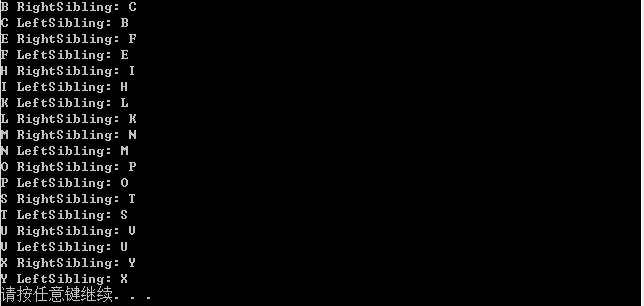 B RightSibling: C
C LeftSibling: B
E RightSibling: F
F LeftSibling: E
H RightSibling: I
I LeftSibling: H
K LeftSibling: L
L RightSibling: K
M RightSibling: N
N LeftSibling: M
O RightSibling: P
P LeftSibling: O
S RightSibling: T
T LeftSibling: S
U RightSibling: V
V LeftSibling: U
X RightSibling: Y
Y LeftSibling: X
请按任意键继续. . .